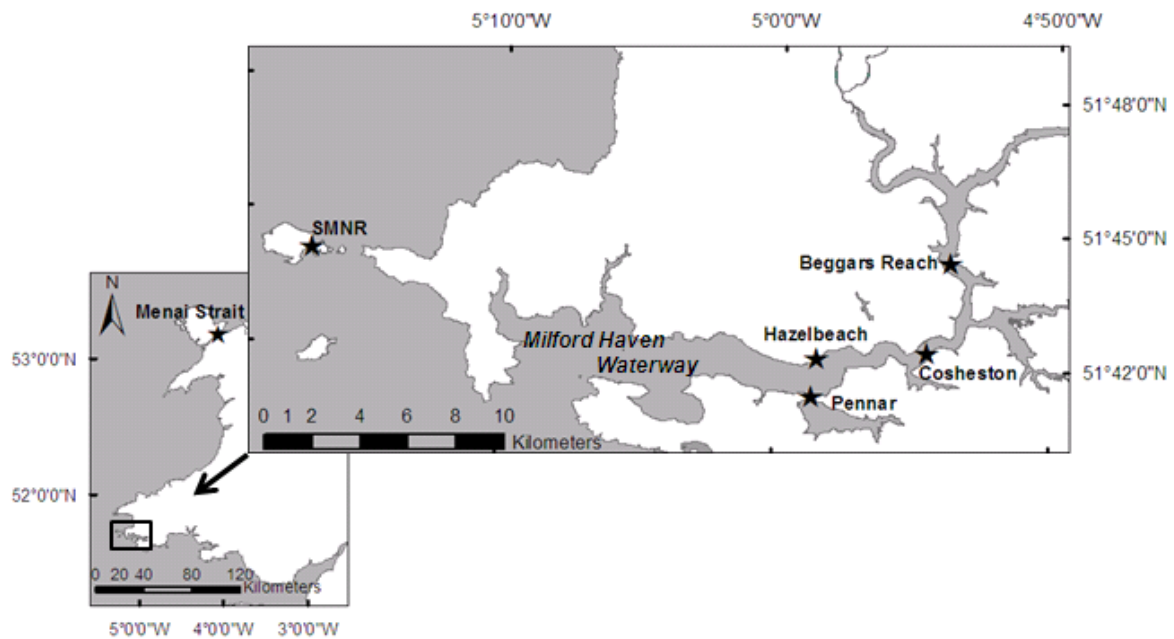 5°10'0"W 5°0'0"W 4°50'0"W
51°48'0"N
SMNR
51°45'0"N
Beggars Reach
N
Menai Strait
Hazelbeach
Milford Haven
Waterway
53°0'0"N
51°42'0"N
Cosheston
Pennar
0 1 2 4 6 8 10
Kilometers
52°0'0"N
0 20 40 80 120
Kilometers
5°0'0"W 4°0'0"W 3°0'0"W